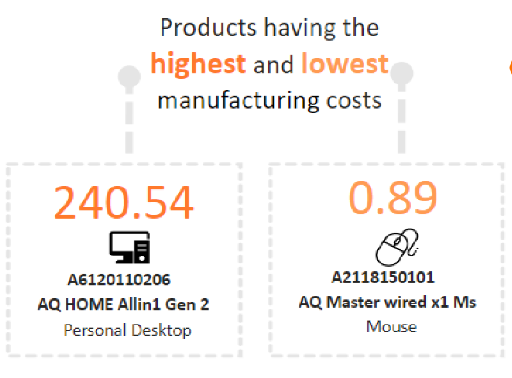 Products having the
highest and lowest
manufacturing costs
240.54
A6120110206
AQ HOME Allin1 Gen 2
Personal Desktop
0.89
A2118150101
AQ Master wired x1 Ms
Mouse